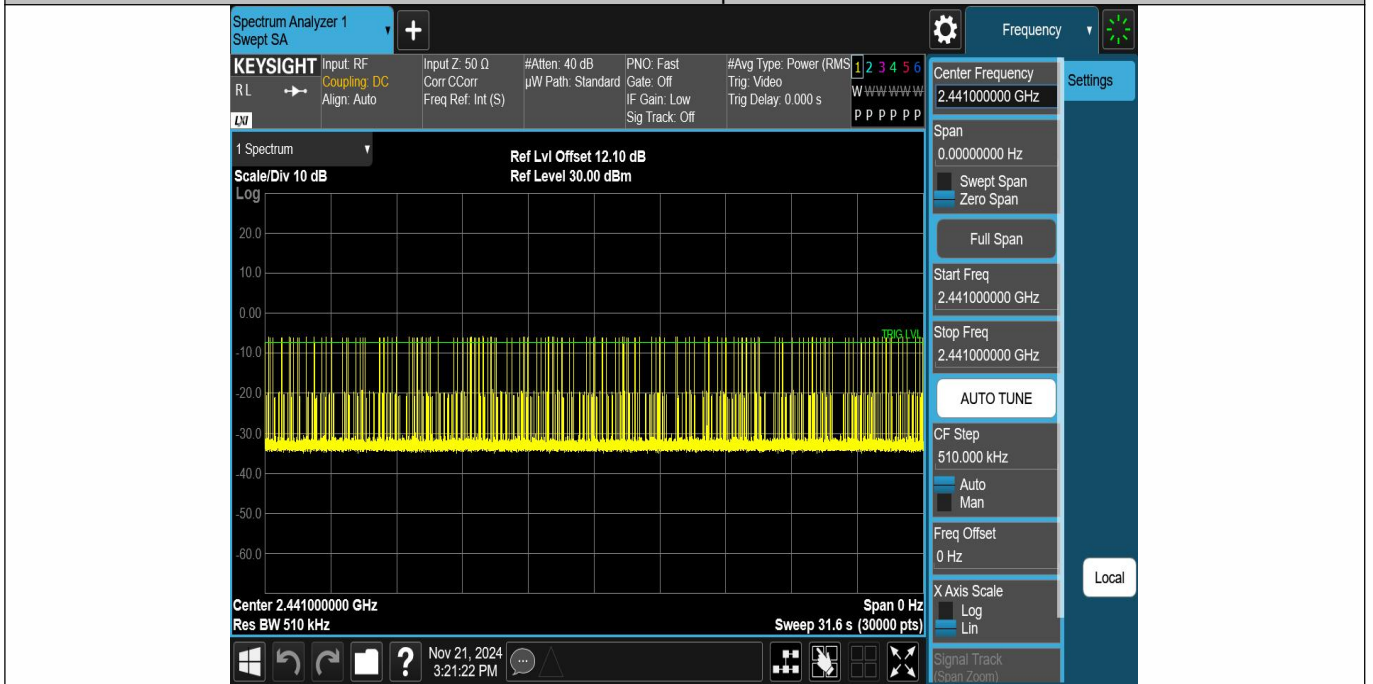 Spectrum Analyzer 1
Swept SA
+
Frequency
KEYSIGHT
RL
LXI
Input: RF
Coupling: DC
Align: Auto
Input Z: 50 Ω
Corr CCorr
Freq Ref: Int (S)
#Atten: 40 dB
µW Path: Standard
PNO: Fast
Gate: Off
IF Gain: Low
Sig Track: Off
#Avg Type: Power (RMS
Trig: Video
Trig Delay: 0.000 s
1 2 3 4 5 6
W W W W W W
P P P P P P
Center Frequency
2.441000000 GHz
Settings
Span
0.00000000 Hz
Swept Span
Zero Span
Full Span
Start Freq
2.441000000 GHz
Stop Freq
2.441000000 GHz
AUTO TUNE
CF Step
510.000 kHz
Auto
Man
Freq Offset
0 Hz
X Axis Scale
Log
Lin
Signal Track
(Span Zoom)
Local
1 Spectrum
Scale/Div 10 dB
Ref Lvl Offset 12.10 dB
Ref Level 30.00 dBm
Log
20.0
10.0
0.00
TRIG LVL
-10.0
-20.0
-30.0
-40.0
-50.0
-60.0
Center 2.441000000 GHz
Span 0 Hz
Res BW 510 kHz
Sweep 31.6 s (30000 pts)
?
Nov 21, 2024
3:21:22 PM